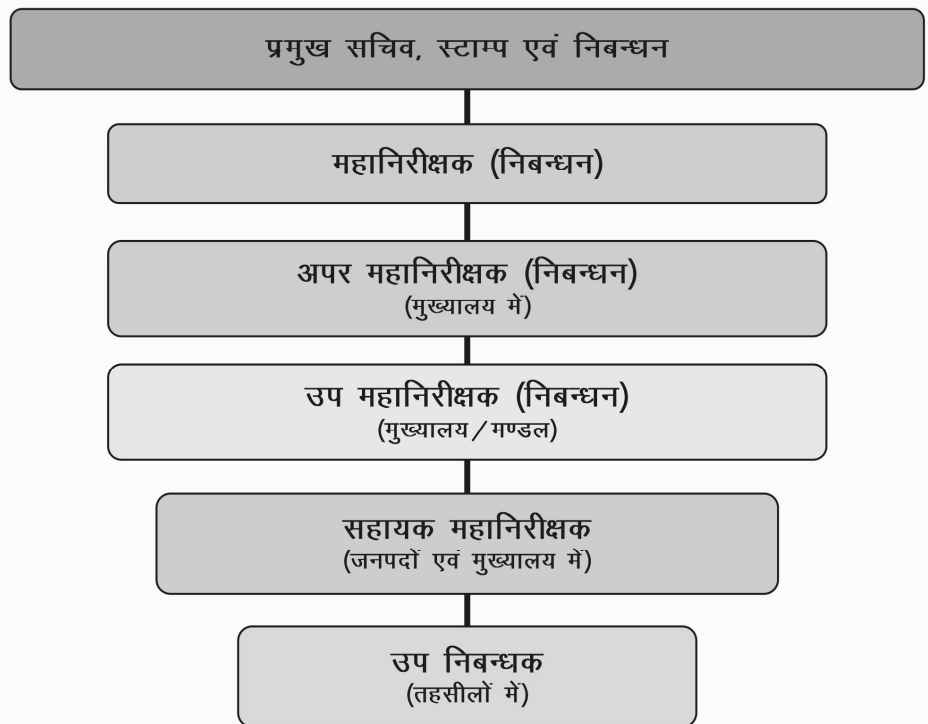 प्रमुख सचिव, स्टाम्प एवं निबन्धन
महानिरीक्षक (निबन्धन)
अपर महानिरीक्षक (निबन्धन)
(मुख्यालय में)
उप महानिरीक्षक (निबन्धन)
(मुख्यालय/मण्डल)
सहायक महानिरीक्षक
(जनपदों एवं मुख्यालय में)
उप निबन्धक
(तहसीलों में)